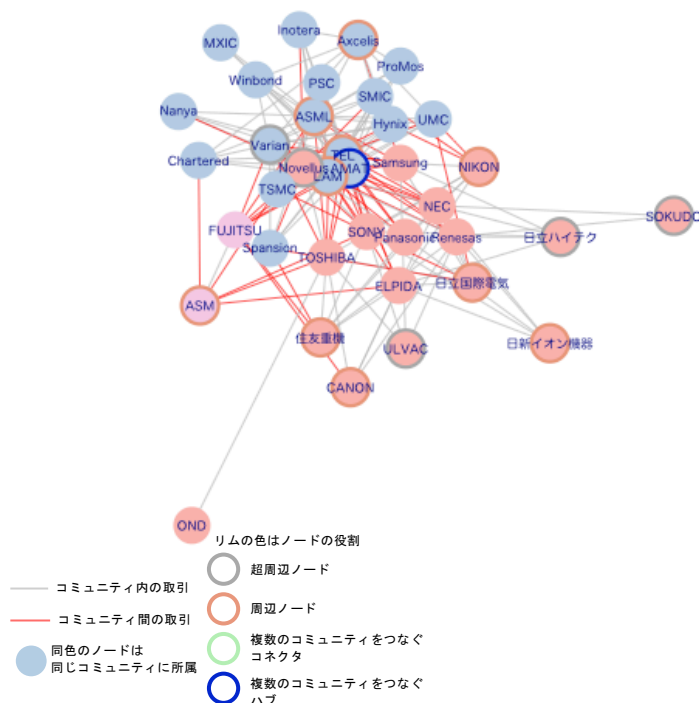 Inotera
MXIC
Axcelis
ProMos
Winbond
PSC
SMIC
Nanya
ASML
Hynix
UMC
Varian
TEL
Chartered
Novellus
LAM
AMAT
Samsung
NIKON
TSMC
NEC
SOKUDO
FUJITSU
SONY
Panasonic
Renesas
日立ハイテク
Spansion
TOSHIBA
ELPIDA
日立国際電気
ASM
住友重機
ULVAC
日新イオン機器
CANON
OND
リムの色はノードの役割
超周辺ノード
コミュニティ内の取引
周辺ノード
コミュニティ間の取引
複数のコミュニティをつなぐ
コネクタ
同色のノードは
同じコミュニティに所属
複数のコミュニティをつなぐ
ハブ